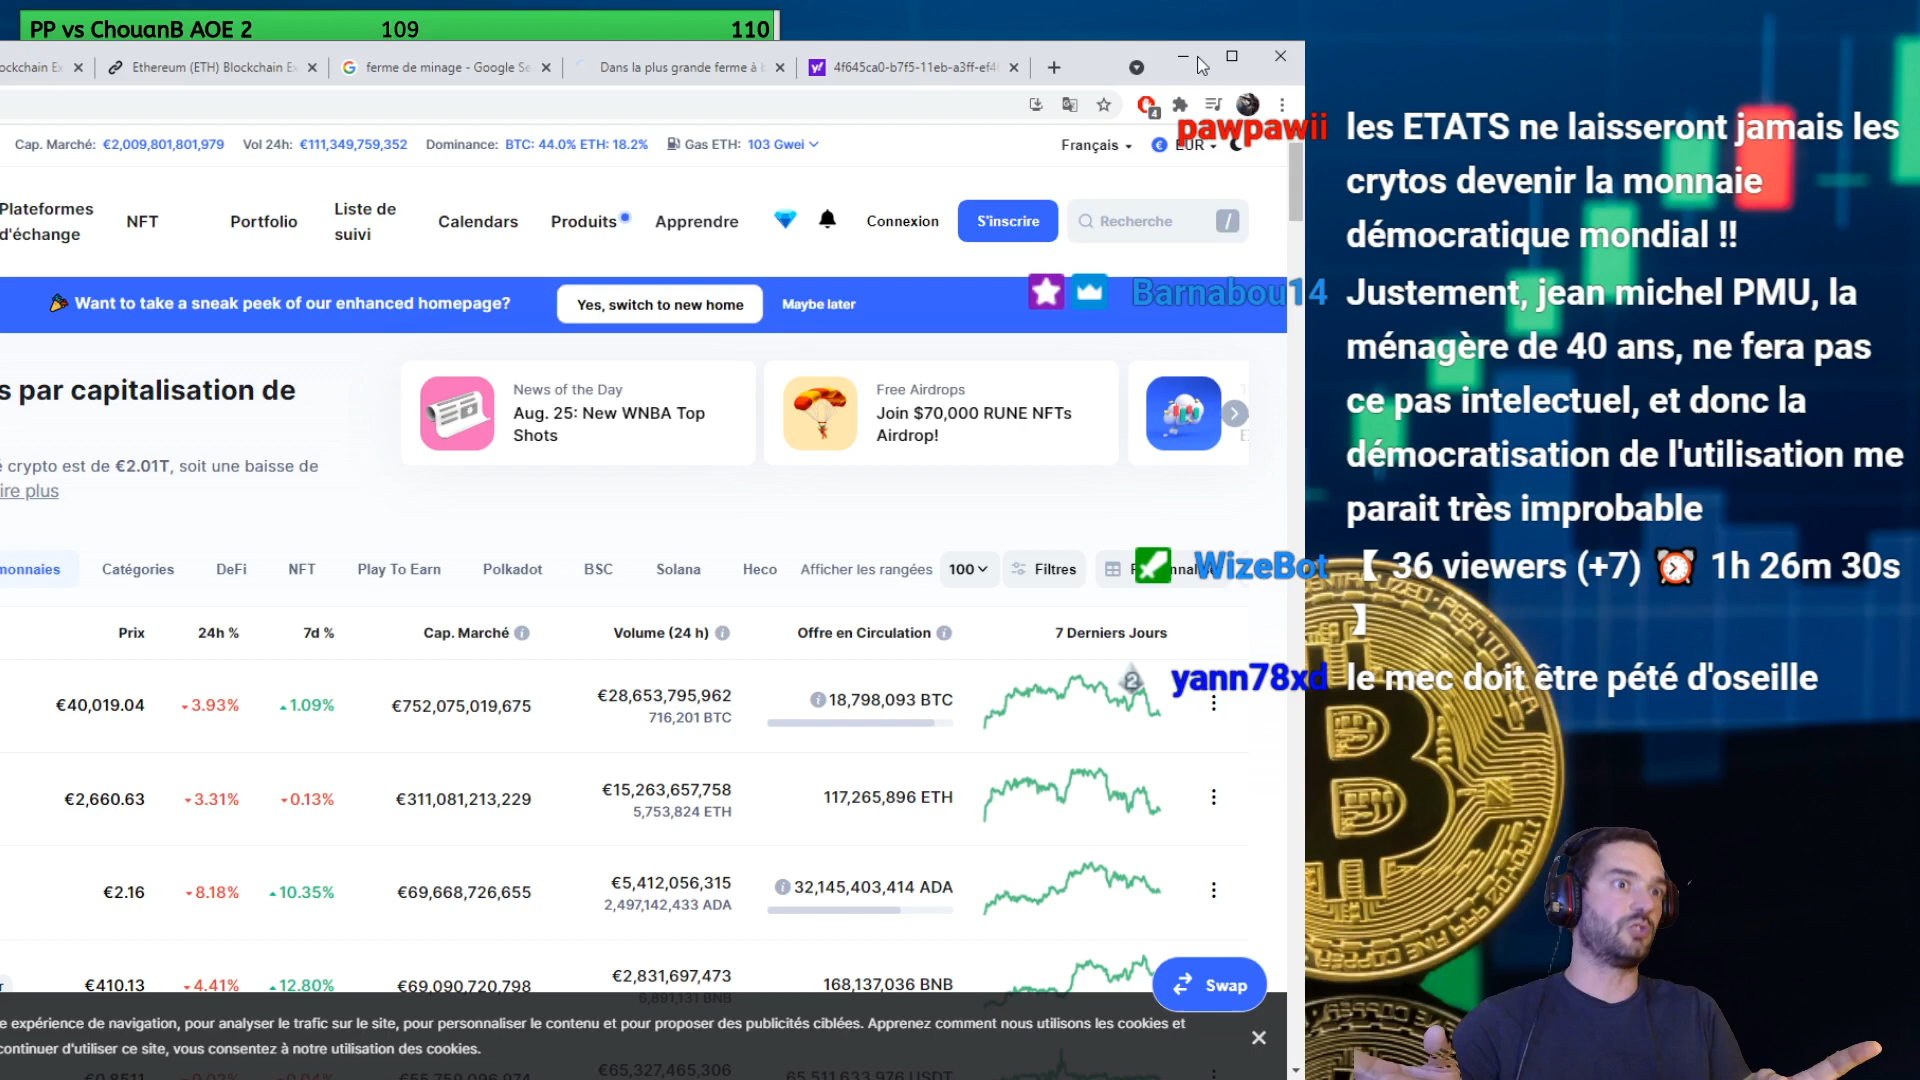 PP vs ChouanB AOE 2 109 110
Ethereum (ETH) Blockchain Ex
ferme de minage - Google Se
Dans la plus grande ferme à b
4f645ca0-b7f5-11eb-a3ff-ef4
Cap. Marché: €2,009,801,801,979 Vol 24h: €111,349,759,352 Dominance: BTC: 44.0% ETH: 18.2% Gas ETH: 103 Gwei
Français EUR
Plateformes d'échange
NFT
Portfolio
Liste de suivi
Calendars
Produits
Apprendre
Connexion
S'inscrire
Recherche /
Want to take a sneak peek of our enhanced homepage? Yes, switch to new home Maybe later
s par capitalisation de
crypto est de €2.01T, soit une baisse de
ire plus
News of the Day
Aug. 25: New WNBA Top
Shots
Free Airdrops
Join $70,000 RUNE NFTs
Airdrop!
monnaies Catégories DeFi NFT Play To Earn Polkadot BSC Solana Heco Afficher les rangées 100 Filtres
Prix 24h % 7d % Cap. Marché Volume (24 h) Offre en Circulation 7 Derniers Jours
€40,019.04 3.93% 1.09% €752,075,019,675 €28,653,795,962 18,798,093 BTC
716,201 BTC
€2,660.63 3.31% 0.13% €311,081,213,229 €15,263,657,758 117,265,896 ETH
5,753,824 ETH
€2.16 8.18% 10.35% €69,668,726,655 €5,412,056,315 32,145,403,414 ADA
2,497,142,433 ADA
€410.13 4.41% 12.80% €69,090,720,798 €2,831,697,473 168,137,036 BNB
6,891,131 BNB
Swap
e expérience de navigation, pour analyser le trafic sur le site, pour personnaliser le contenu et pour proposer des publicités ciblées. Apprenez comment nous utilisons les cookies et
continuer d'utiliser ce site, vous consentez à notre utilisation des cookies.
€65,327,465,306
pawpawii les ETATS ne laisseront jamais les
crytos devenir la monnaie
démocratique mondial !!
Barnabou14 Justement, jean michel PMU, la
ménagère de 40 ans, ne fera pas
ce pas intelectuel, et donc la
démocratisation de l'utilisation me
parait très improbable
WizeBot 【 36 viewers (+7) ⏰ 1h 26m 30s
】
2 yann78xd le mec doit être pété d'oseille